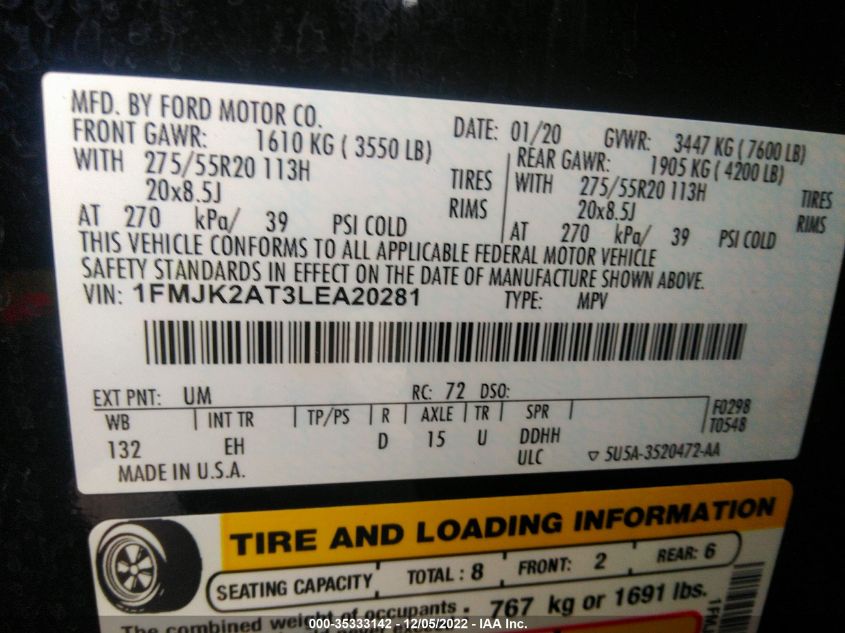 MFD. BY FORD MOTOR CO.
DATE: 01/20 GVWR: 3447 KG ( 7600 LB)
FRONT GAWR: 1610 KG ( 3550 LB)
REAR GAWR: 1905 KG ( 4200 LB)
WITH 275/55R20 113H TIRES
WITH 275/55R20 113H TIRES
20x8.5J RIMS
20x8.5J RIMS
AT 270 kPa/ 39 PSI COLD
AT 270 kPa/ 39 PSI COLD
THIS VEHICLE CONFORMS TO ALL APPLICABLE FEDERAL MOTOR VEHICLE
SAFETY STANDARDS IN EFFECT ON THE DATE OF MANUFACTURE SHOWN ABOVE.
VIN: 1FMJK2AT3LEA20281 TYPE: MPV
EXT PNT: UM RC: 72 DSO:
WB INT TR TP/PS R AXLE TR SPR F0298
T0548
132 EH D 15 U DDHH
ULC 5U5A-3520472-AA
MADE IN U.S.A.
TIRE AND LOADING INFORMATION
SEATING CAPACITY TOTAL : 8 FRONT: 2 REAR: 6
The combined weight of occupants 767 kg or 1691 lbs.
1FMJ
000-35333142 - 12/05/2022 - IAA Inc.